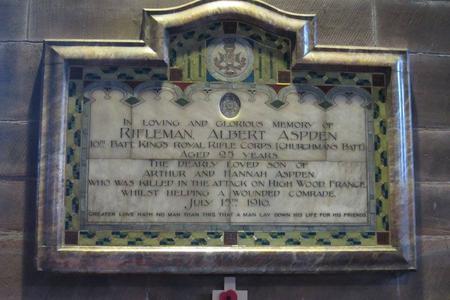 In loving and glorious memory of
Rifleman, Albert Aspden
Batt. King's Royal Rifle Corps (Churchmans Batt)
Aged 25 years
The dearly loved son of
Arthur and Hannah Aspden
who was killed in the attack on High Wood France
whilst helping a wounded comrade.
July 15th 1916.
Greater love hath no man than this that a man lay down his life for his friends